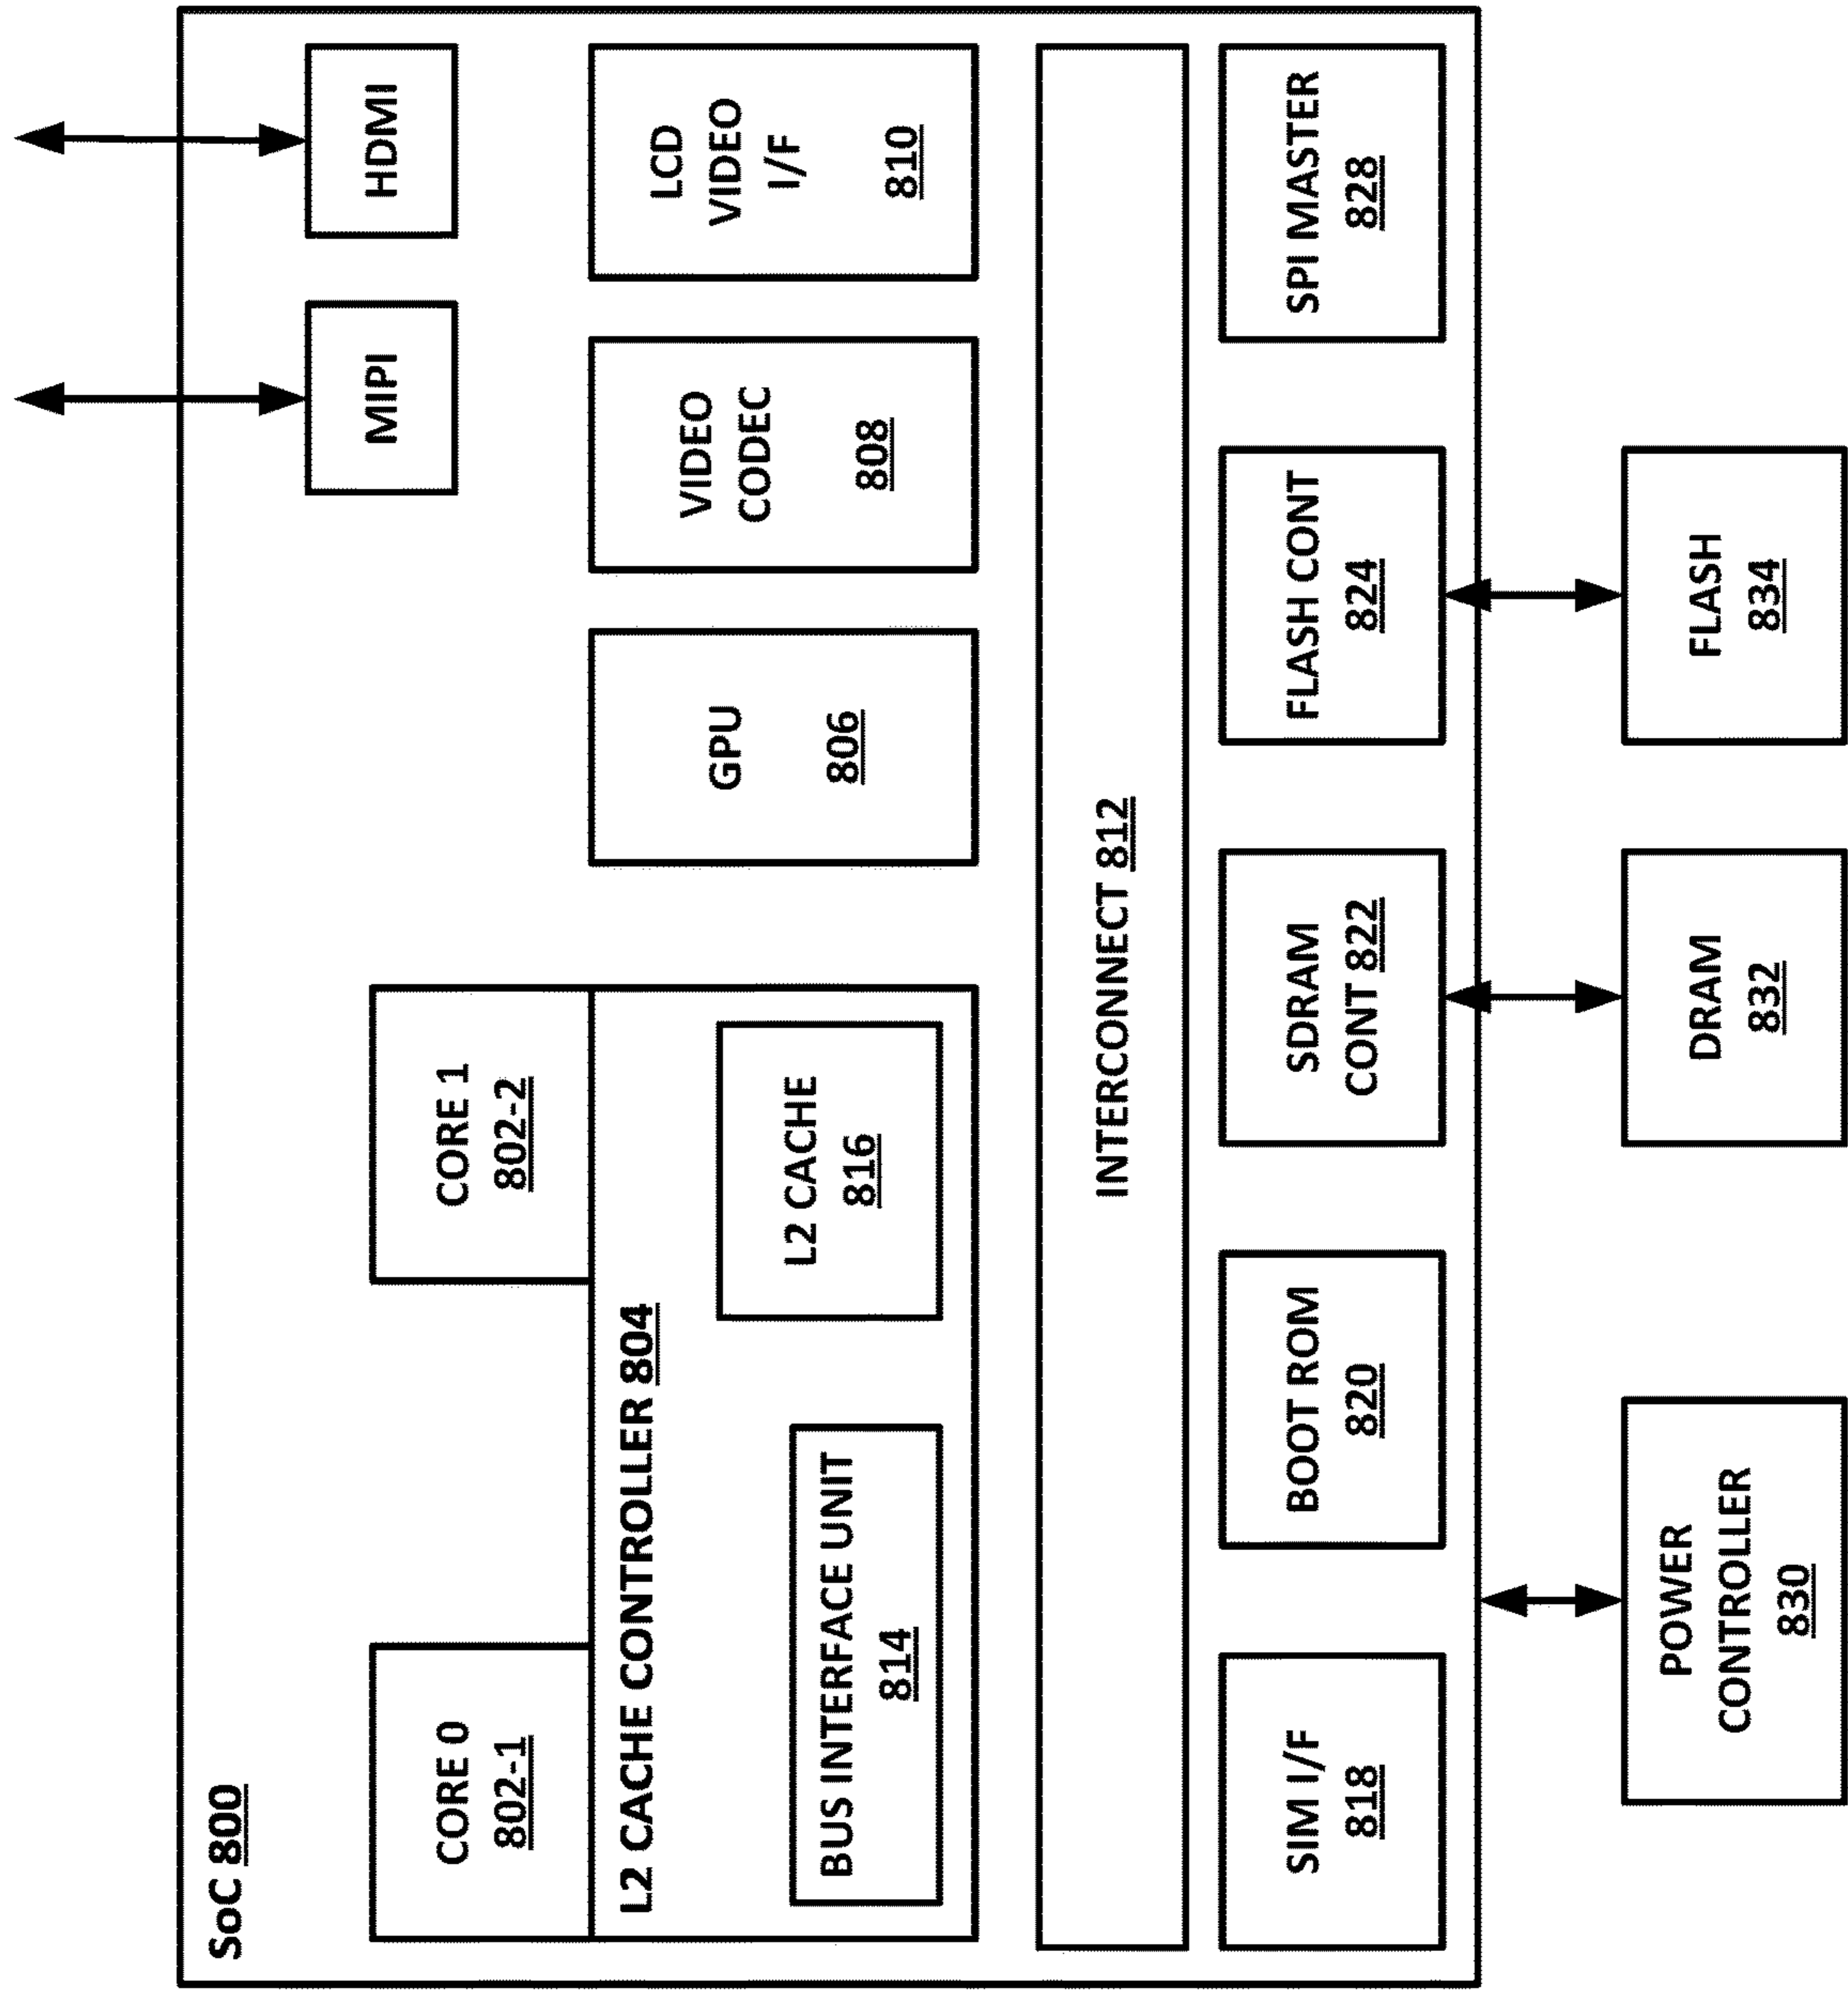 SoC 800
MIPI
HDMI
CORE 0
802-1
CORE 1
802-2
L2 CACHE CONTROLLER 804
BUS INTERFACE UNIT
814
L2 CACHE
816
GPU
806
VIDEO
CODEC
808
LCD
VIDEO
I/F
810
INTERCONNECT 812
SIM I/F
818
BOOT ROM
820
SDRAM
CONT 822
FLASH CONT
824
SPI MASTER
828
POWER
CONTROLLER
830
DRAM
832
FLASH
834